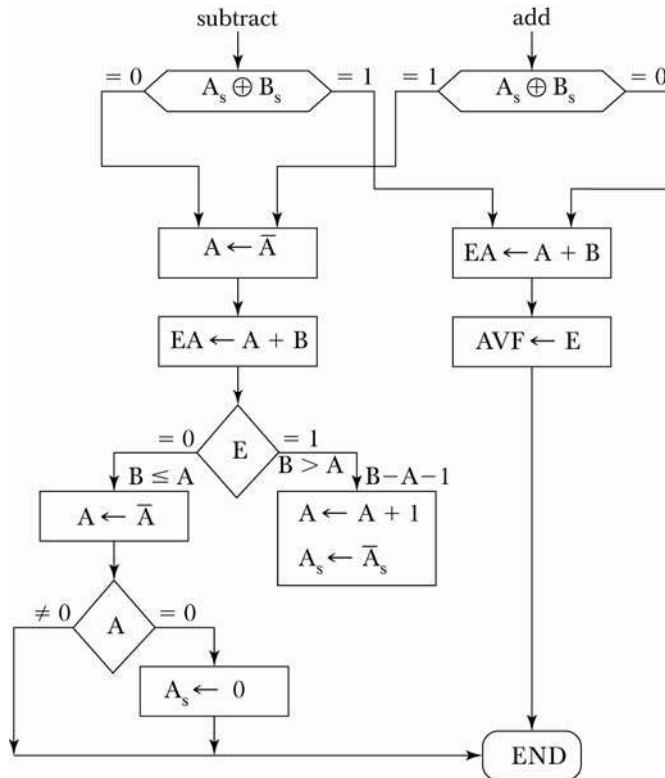 subtract add
= 0 A_s ⊕ B_s = 1 = 1 A_s ⊕ B_s = 0
A ← A̅ EA ← A + B
EA ← A + B AVF ← E
= 0 E = 1
B ≤ A B > A B−A−1
A ← A̅ A ← A + 1
A_s ← A̅_s
≠ 0 A = 0
A_s ← 0
END